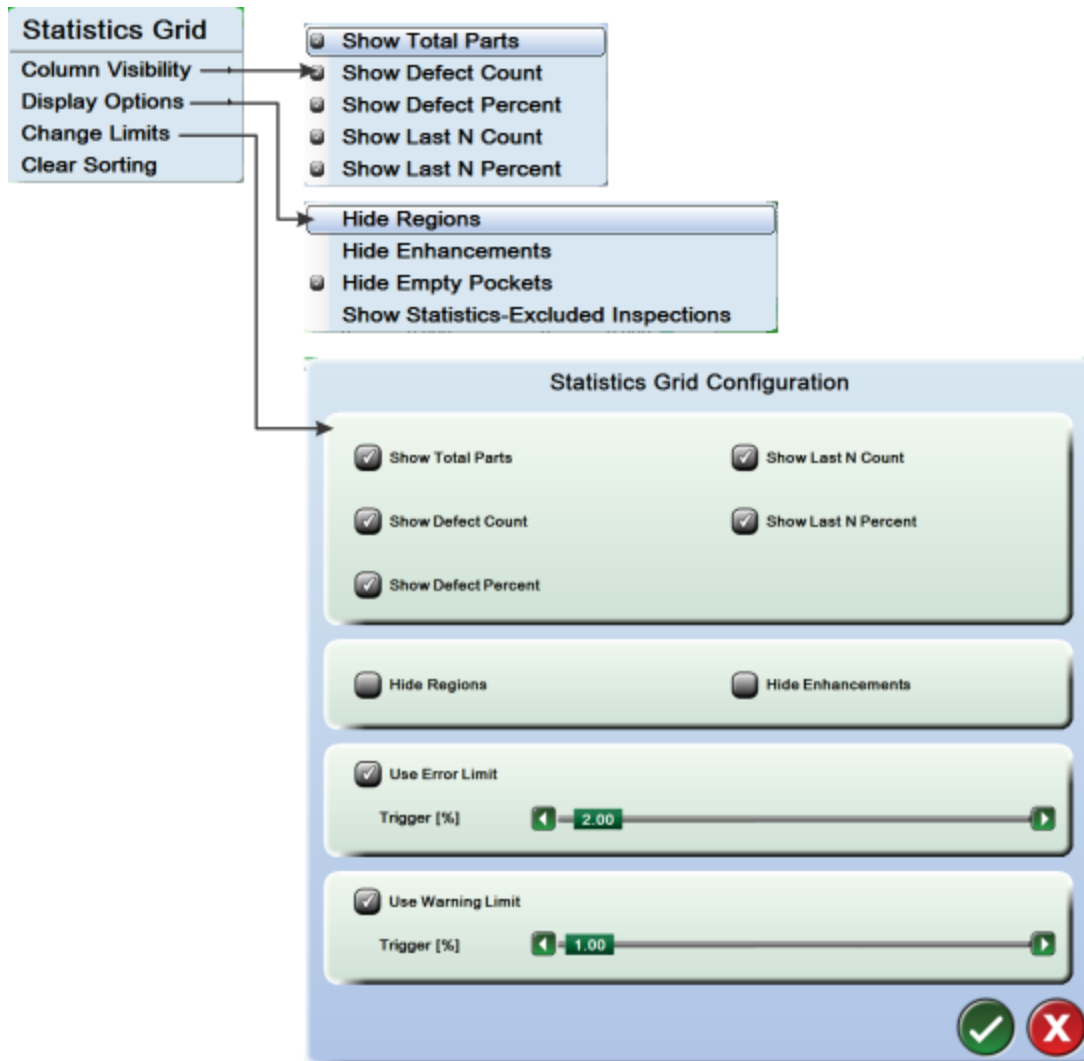 Statistics Grid
Column Visibility
Display Options
Change Limits
Clear Sorting
Show Total Parts
Show Defect Count
Show Defect Percent
Show Last N Count
Show Last N Percent
Hide Regions
Hide Enhancements
Hide Empty Pockets
Show Statistics-Excluded Inspections
Statistics Grid Configuration
Show Total Parts
Show Last N Count
Show Defect Count
Show Last N Percent
Show Defect Percent
Hide Regions
Hide Enhancements
Use Error Limit
Trigger [%]
2.00
Use Warning Limit
Trigger [%]
1.00